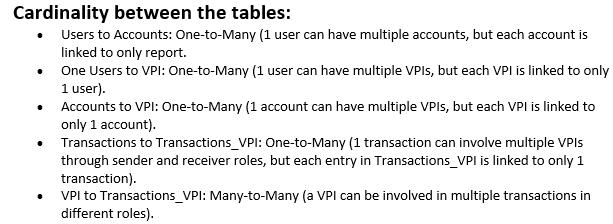 Cardinality between the tables:
• Users to Accounts: One-to-Many (1 user can have multiple accounts, but each account is
linked to only report.
• One Users to VPI: One-to-Many (1 user can have multiple VPIs, but each VPI is linked to only
1 user).
• Accounts to VPI: One-to-Many (1 account can have multiple VPIs, but each VPI is linked to
only 1 account).
• Transactions to Transactions_VPI: One-to-Many (1 transaction can involve multiple VPIs
through sender and receiver roles, but each entry in Transactions_VPI is linked to only 1
transaction).
• VPI to Transactions_VPI: Many-to-Many (a VPI can be involved in multiple transactions in
different roles).